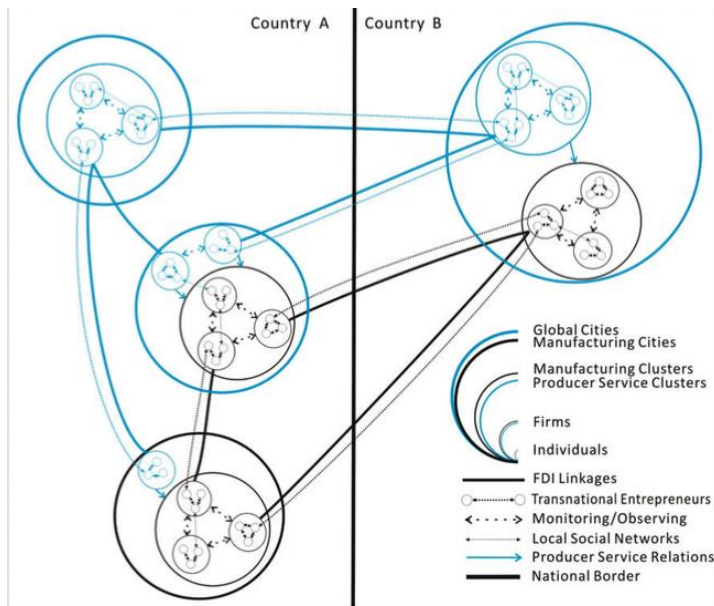 Country A
Country B
Global Cities
Manufacturing Cities
Manufacturing Clusters
Producer Service Clusters
Firms
Individuals
FDI Linkages
Transnational Entrepreneurs
Monitoring/Observing
Local Social Networks
Producer Service Relations
National Border